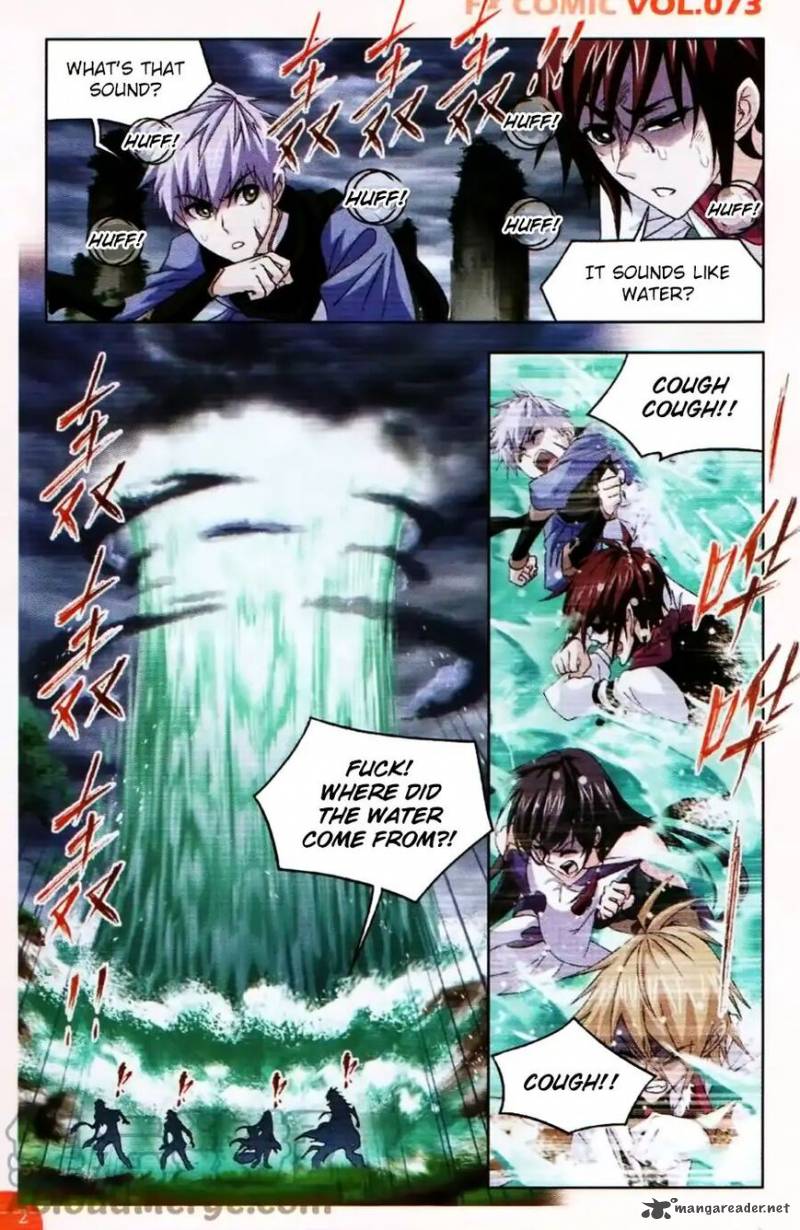 COMIC VOL.073
WHAT'S THAT
SOUND?
轰轰轰!!
HUFF!
HUFF!
HUFF!
HUFF!
HUFF!
HUFF!
IT SOUNDS LIKE
WATER?
轰
轰
轰
!!
COUGH
COUGH!!
哗
哗
FUCK!
WHERE DID
THE WATER
COME FROM?!
COUGH!!
!
!
!
!
2
mangareader.net